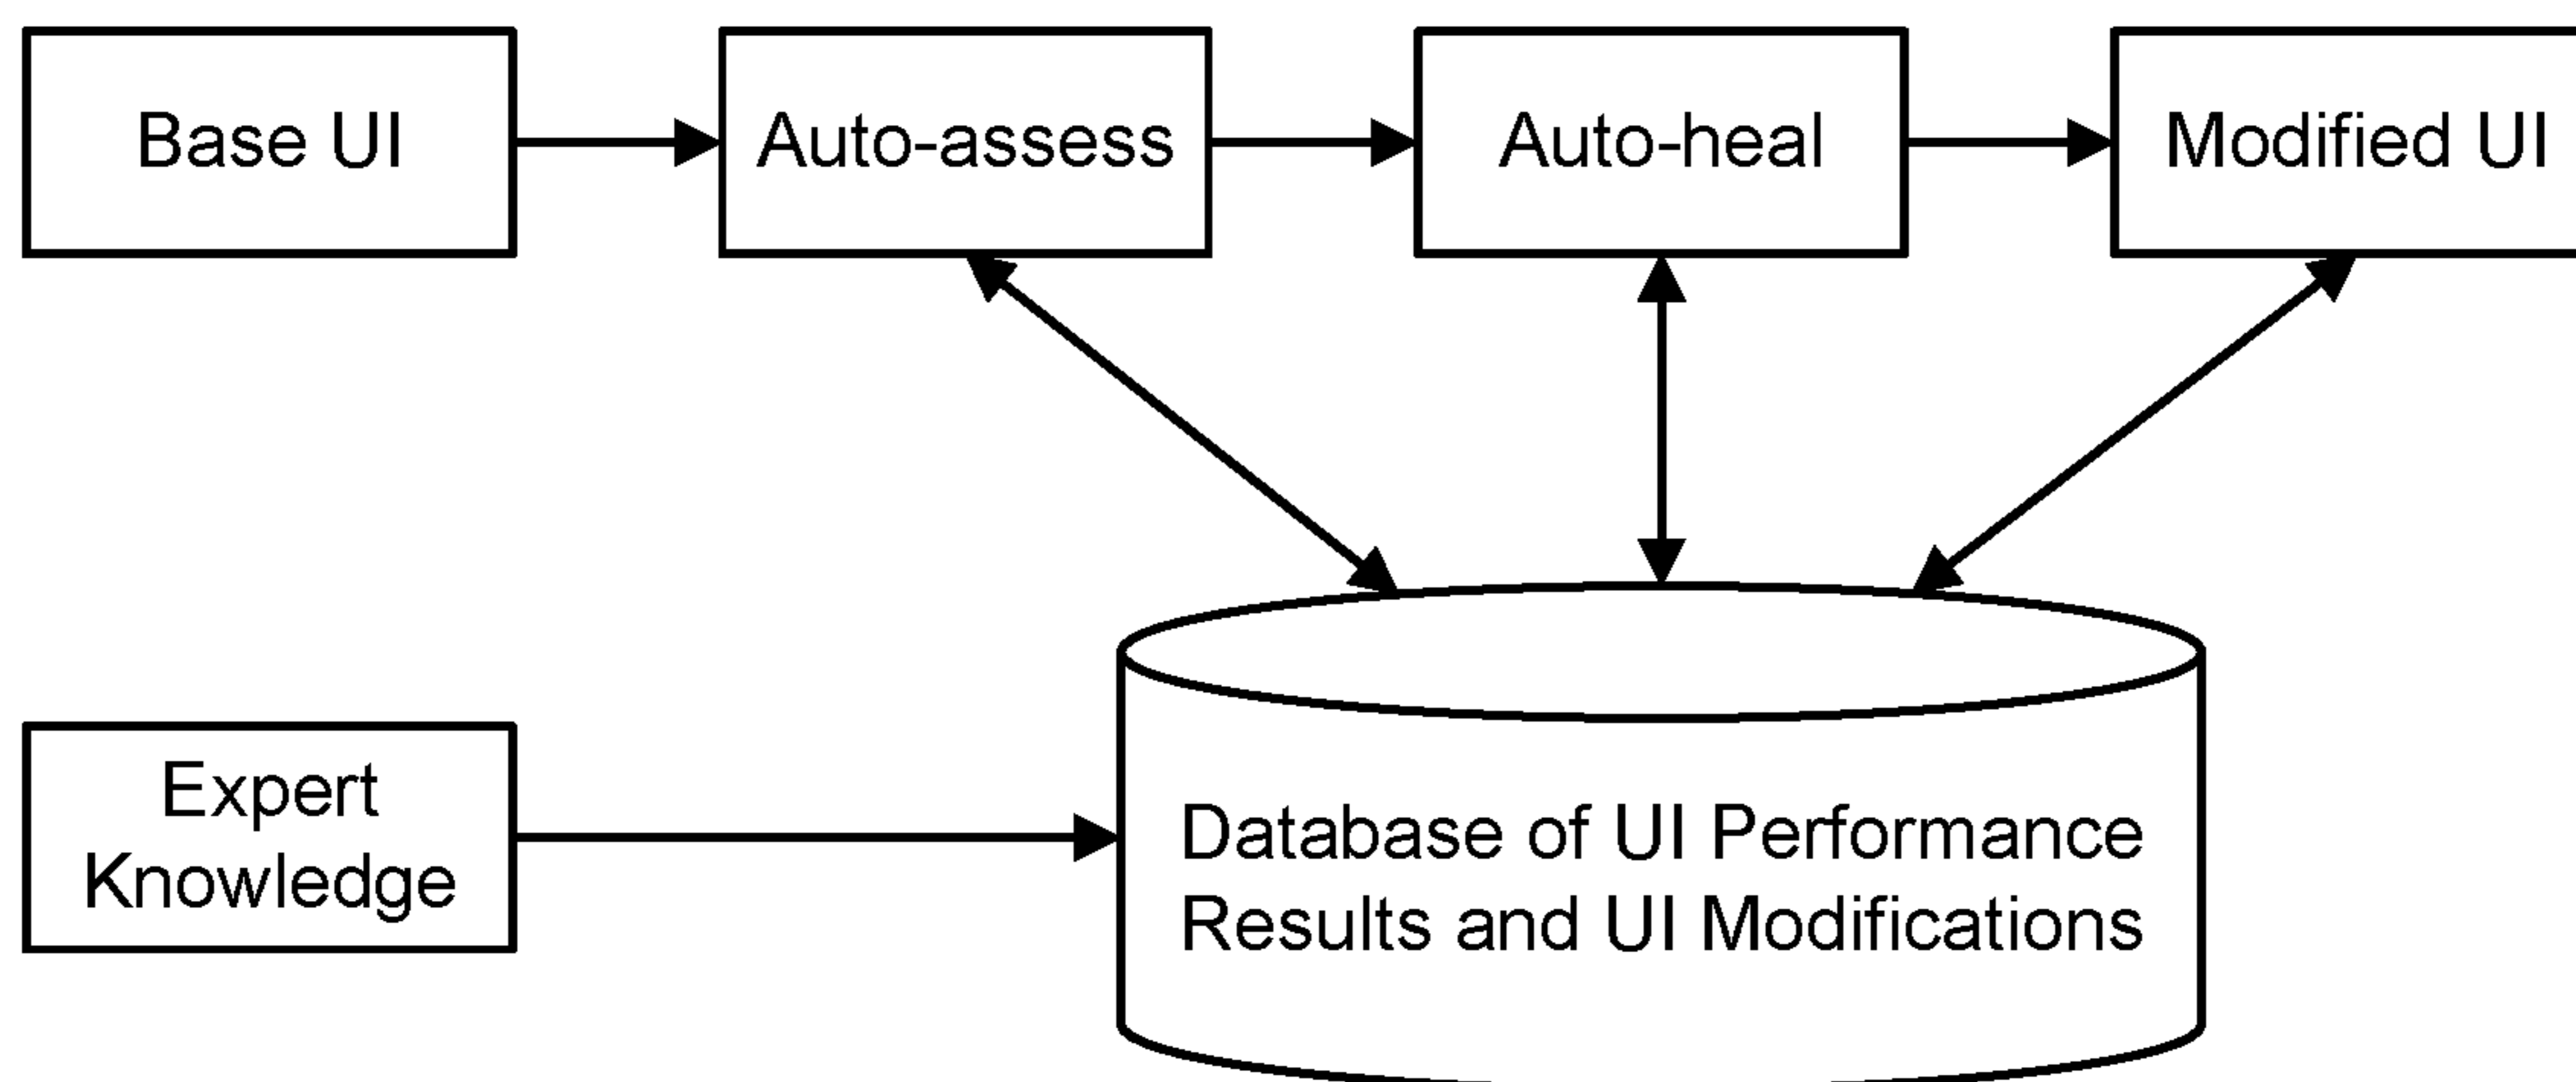 Base UI
Auto-assess
Auto-heal
Modified UI
Expert
Knowledge
Database of UI Performance
Results and UI Modifications